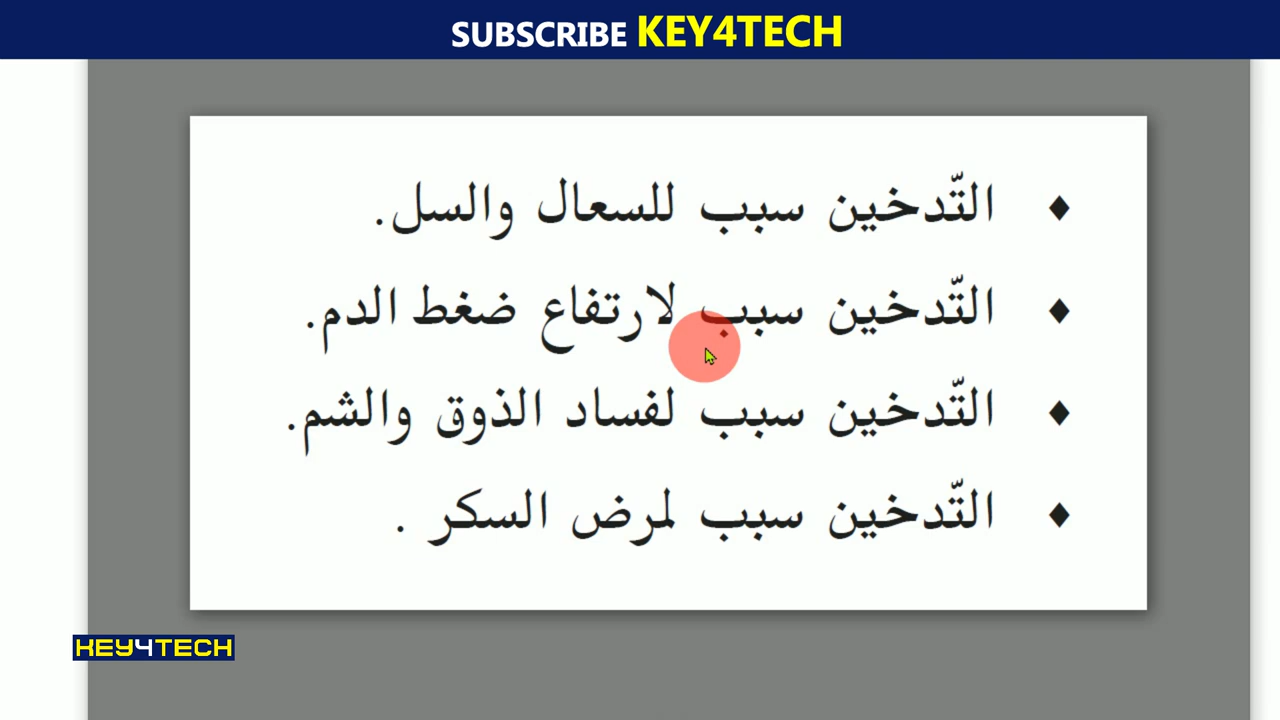 SUBSCRIBE KEY4TECH
♦ التّدخين سبب للسعال والسل.
♦ التّدخين سبب لارتفاع ضغط الدم.
♦ التّدخين سبب لفساد الذوق والشم.
♦ التّدخين سبب لمرض السكر .
KEY4TECH